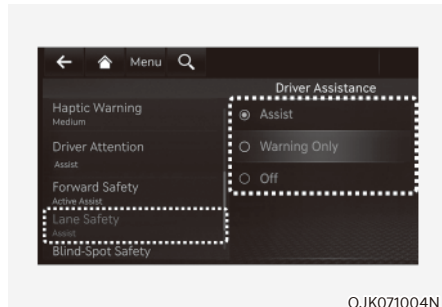 Menu
Driver Assistance
Haptic Warning
Medium
Driver Attention
Assist
Forward Safety
Active Assist
Lane Safety
Assist
Blind-Spot Safety
Assist
Warning Only
Off
OJK071004N